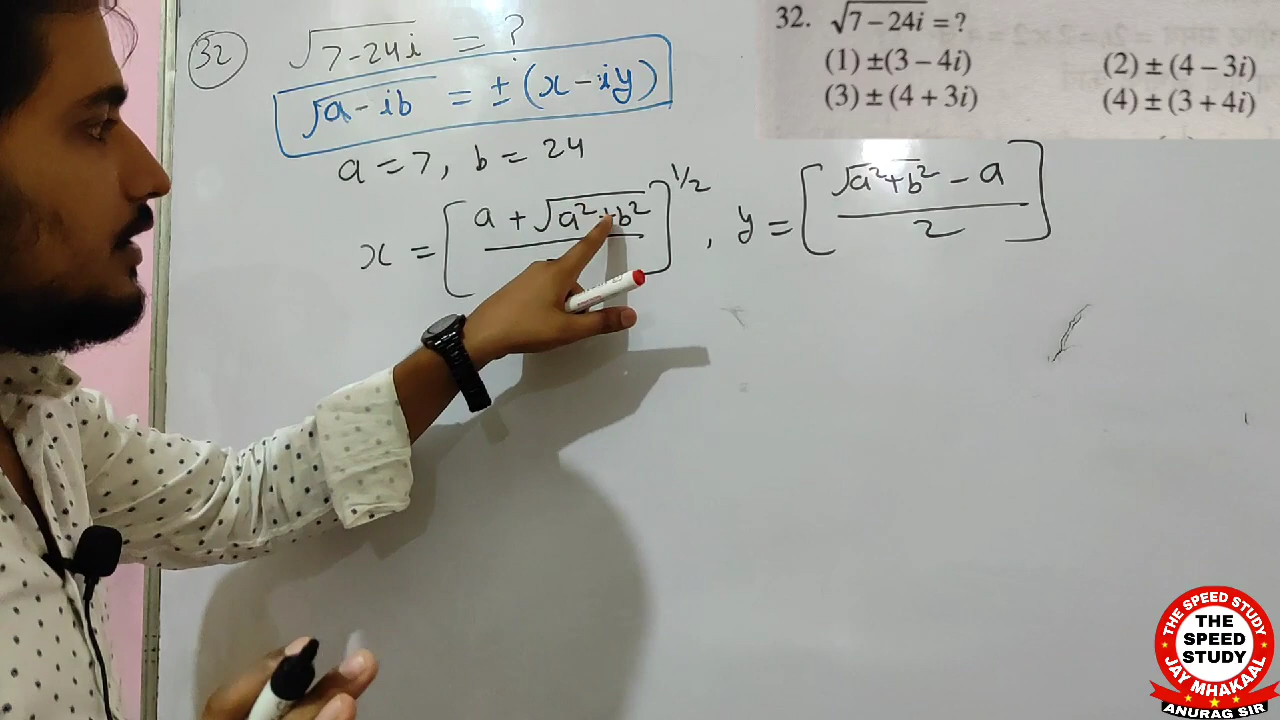 32 √7-24i = ?
√a - ib = ± (x - iy)
a = 7, b = 24
x = [a + √a²+b² / ]^1/2, y = [√a²+b² - a / 2]
32. √7 – 24i = ?
(1) ±(3 – 4i) (2) ± (4 – 3i)
(3) ± (4 + 3i) (4) ± (3 + 4i)
THE SPEED STUDY
THE
SPEED
STUDY
JAY MHAKAAL
ANURAG SIR